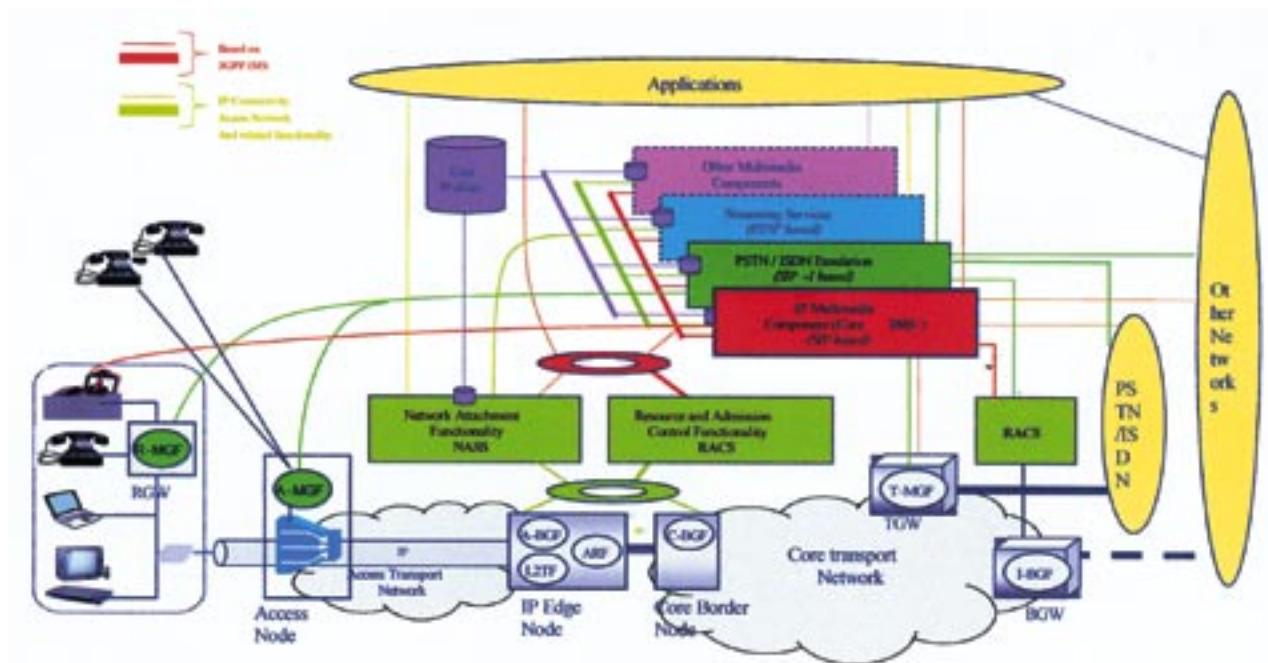 Based on
3GPP IMS
IP Connectivity
Access Network
And related functionality
Applications
User
Profiles
Other Multimedia
Components
Streaming Services
(RTSP based)
PSTN / ISDN Emulation
(SIP -I based)
IP Multimedia
Component (Core IMS)
(SIP based)
Network Attachment
Functionality
NASS
Resource and Admission
Control Functionality
RACS
RACS
Ot
her
Ne
tw
ork
s
PS
TN
/IS
D
N
R-MGF
RGW
A-MGF
T-MGF
TGW
IP
Access Transport
Network
A-BGF
L2TF
ARF
C-BGF
Core transport
Network
I-BGF
BGW
Access
Node
IP Edge
Node
Core Border
Node